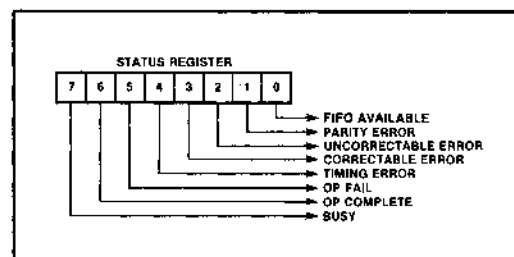 STATUS REGISTER
7 6 5 4 3 2 1 0
FIFO AVAILABLE
PARITY ERROR
UNCORRECTABLE ERROR
CORRECTABLE ERROR
TIMING ERROR
OP FAIL
OP COMPLETE
BUSY